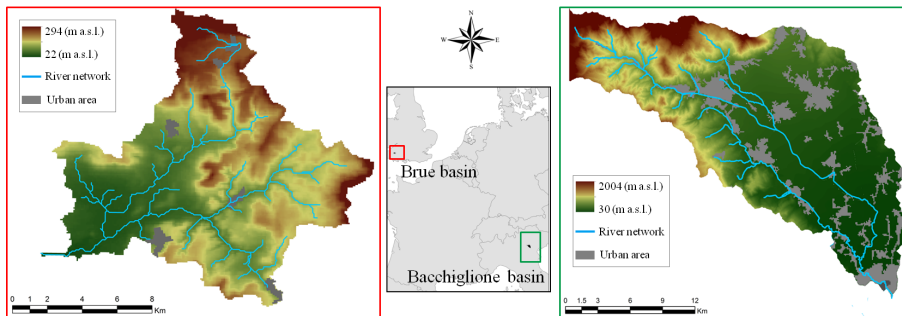 294 (m a.s.l.)
22 (m a.s.l.)
River network
Urban area
0 1 2 4 6 8
Km
N
W E
S
Brue basin
Bacchiglione basin
2004 (m a.s.l.)
30 (m a.s.l.)
River network
Urban area
0 1.5 3 6 9 12
Km